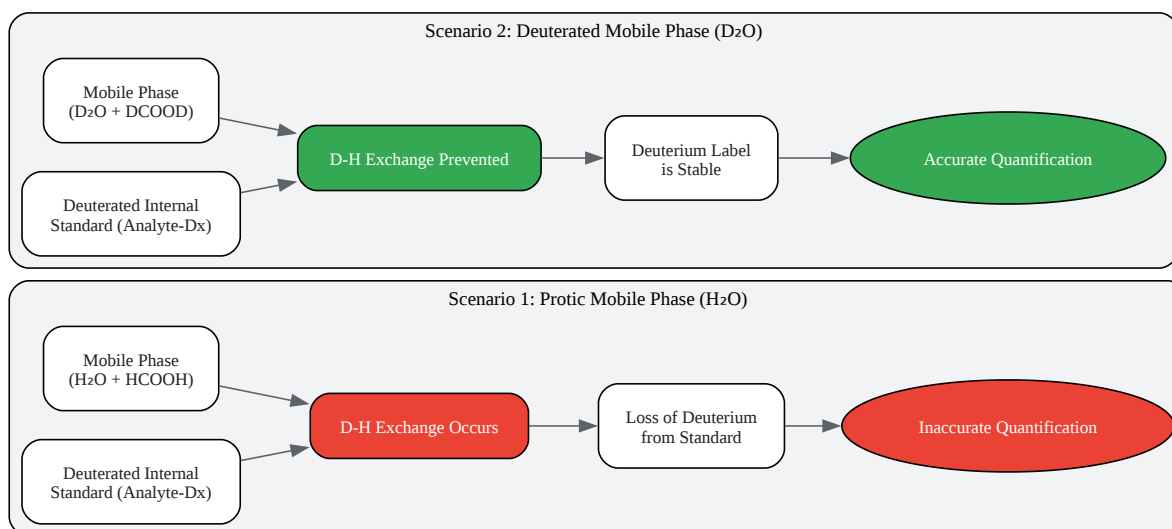 Scenario 2: Deuterated Mobile Phase (D₂O)
Mobile Phase
(D₂O + DCOOD)
Deuterated Internal
Standard (Analyte-Dx)
D-H Exchange Prevented
Deuterium Label
is Stable
Accurate Quantification
Scenario 1: Protic Mobile Phase (H₂O)
Mobile Phase
(H₂O + HCOOH)
Deuterated Internal
Standard (Analyte-Dx)
D-H Exchange Occurs
Loss of Deuterium
from Standard
Inaccurate Quantification